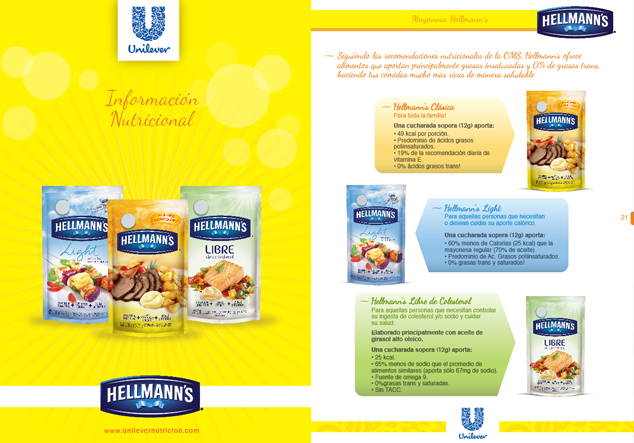 Unilever
Información
Nutricional
HELLMANN'S
Light
HELLMANN'S
HELLMANN'S
LIBRE
de colesterol
HELLMANN'S
www.unilevernutricion.com
Mayonesa Hellmann's
HELLMANN'S
Siguiendo las recomendaciones nutricionales de la OMS, Hellmann's ofrece
alimentos que aportan principalmente grasas insaturadas y 0% de grasas trans,
haciendo tus comidas mucho mas ricas de manera saludable
Hellmann's Clásica
Para toda la familia!
Una cucharada sopera (12g) aporta:
• 49 kcal por porción.
• Predominio de ácidos grasos
poliinsaturados.
• 19% de la recomendación diaria de
vitamina E.
• 0% ácidos grasos trans!
HELLMANN'S
HELLMANN'S
Light
Hellmann's Light
Para aquellas personas que necesitan
o desean cuidar su aporte calórico.
Una cucharada sopera (12g) aporta:
• 60% menos de Calorías (25 kcal) que la
mayonesa regular (70% de aceite).
• Predominio de Ac. Grasos poliinsaturados.
• 0% grasas trans y saturados!
21
Hellmann's Libre de Colesterol
Para aquellas personas que necesitan controlar
su ingesta de colesterol y/o sodio y cuidar
su salud.
Elaborado principalmente con aceite de
girasol alto oleico.
Una cucharada sopera (12g) aporta:
• 25 kcal.
• 65% menos de sodio que el promedio de
alimentos similares (aporta sólo 67mg de sodio).
• Fuente de omega 9.
• 0%grasas trans y saturadas.
• Sin TACC.
HELLMANN'S
LIBRE
Unilever